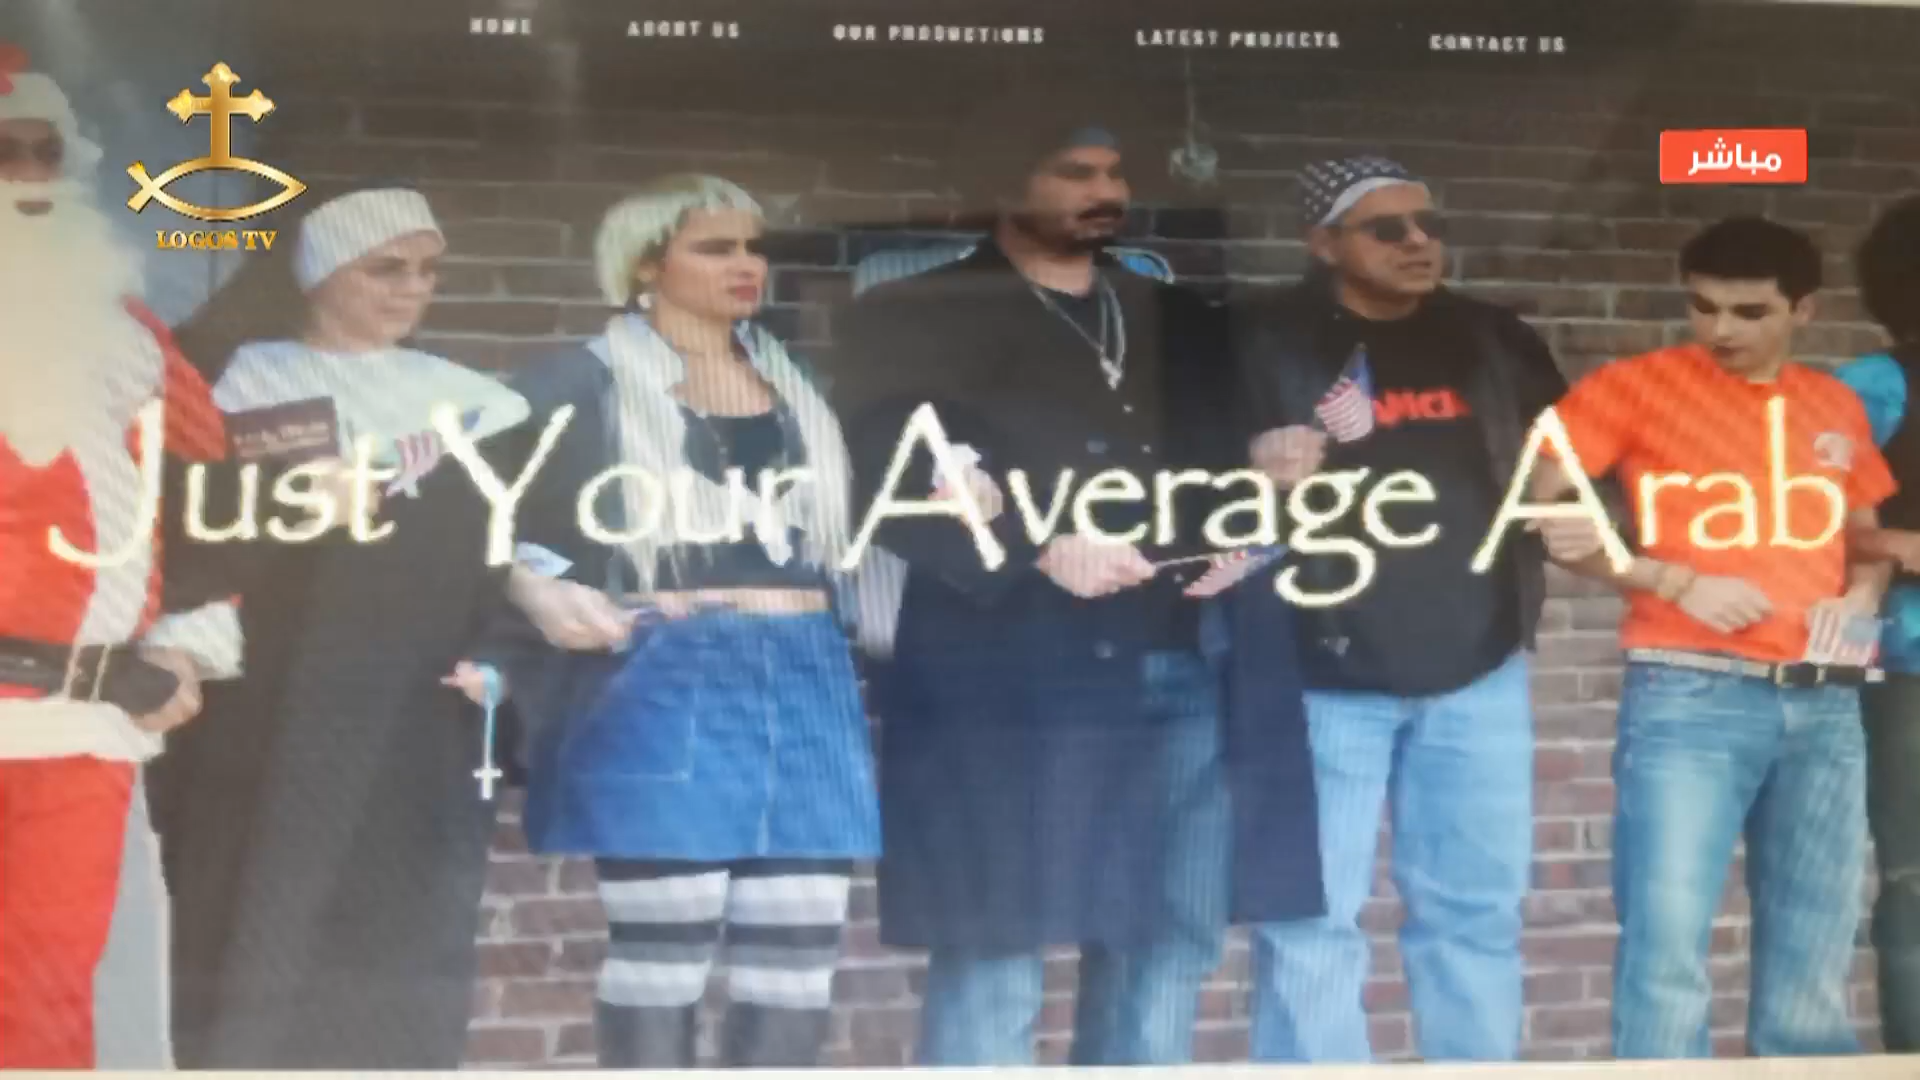 HOME ABOUT US OUR PRODUCTIONS LATEST PROJECTS CONTACT US
LOGOS TV
مباشر
Just Your Average Arab